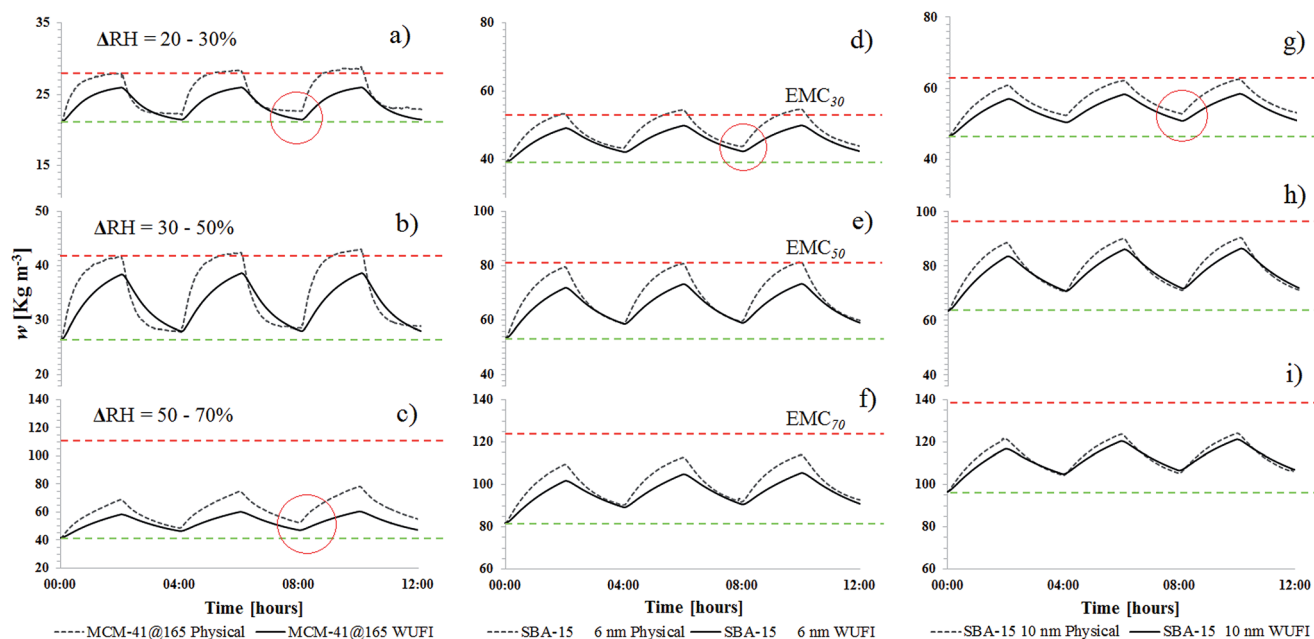 35
25
15
ΔRH = 20 - 30%
a)
80
60
40
d)
EMC30
80
60
40
g)
50
40
30
20
w [Kg m-3]
ΔRH = 30 - 50%
b)
100
80
60
40
e)
EMC50
100
80
60
40
h)
140
120
100
80
60
40
20
ΔRH = 50 - 70%
c)
140
120
100
80
60
f)
EMC70
140
120
100
80
60
i)
00:00 04:00 08:00 12:00
00:00 04:00 08:00 12:00
00:00 04:00 08:00 12:00
Time [hours]
Time [hours]
Time [hours]
MCM-41@165 Physical MCM-41@165 WUFI
SBA-15 6 nm Physical SBA-15 6 nm WUFI
SBA-15 10 nm Physical SBA-15 10 nm WUFI